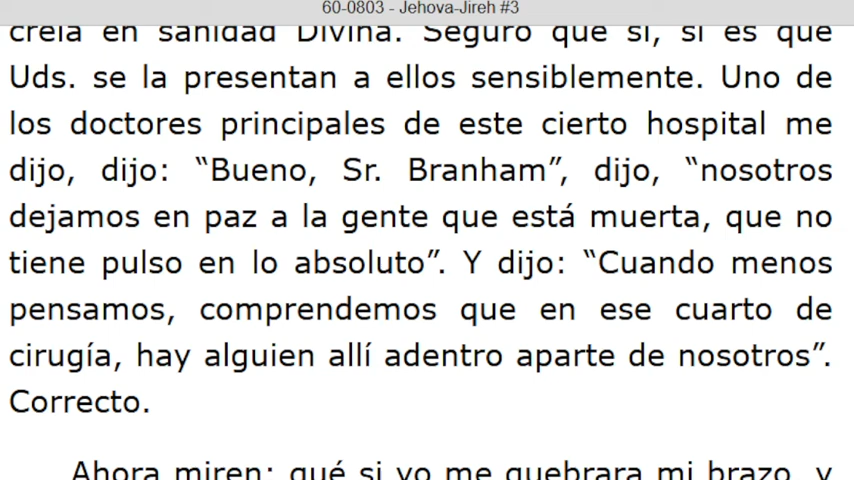 60-0803 - Jehova-Jireh #3
creía en sanidad Divina. Seguro que sí, si es que
Uds. se la presentan a ellos sensiblemente. Uno de
los doctores principales de este cierto hospital me
dijo, dijo: “Bueno, Sr. Branham”, dijo, “nosotros
dejamos en paz a la gente que está muerta, que no
tiene pulso en lo absoluto”. Y dijo: “Cuando menos
pensamos, comprendemos que en ese cuarto de
cirugía, hay alguien allí adentro aparte de nosotros”.
Correcto.
Ahora miren: qué si yo me quebrara mi brazo, y